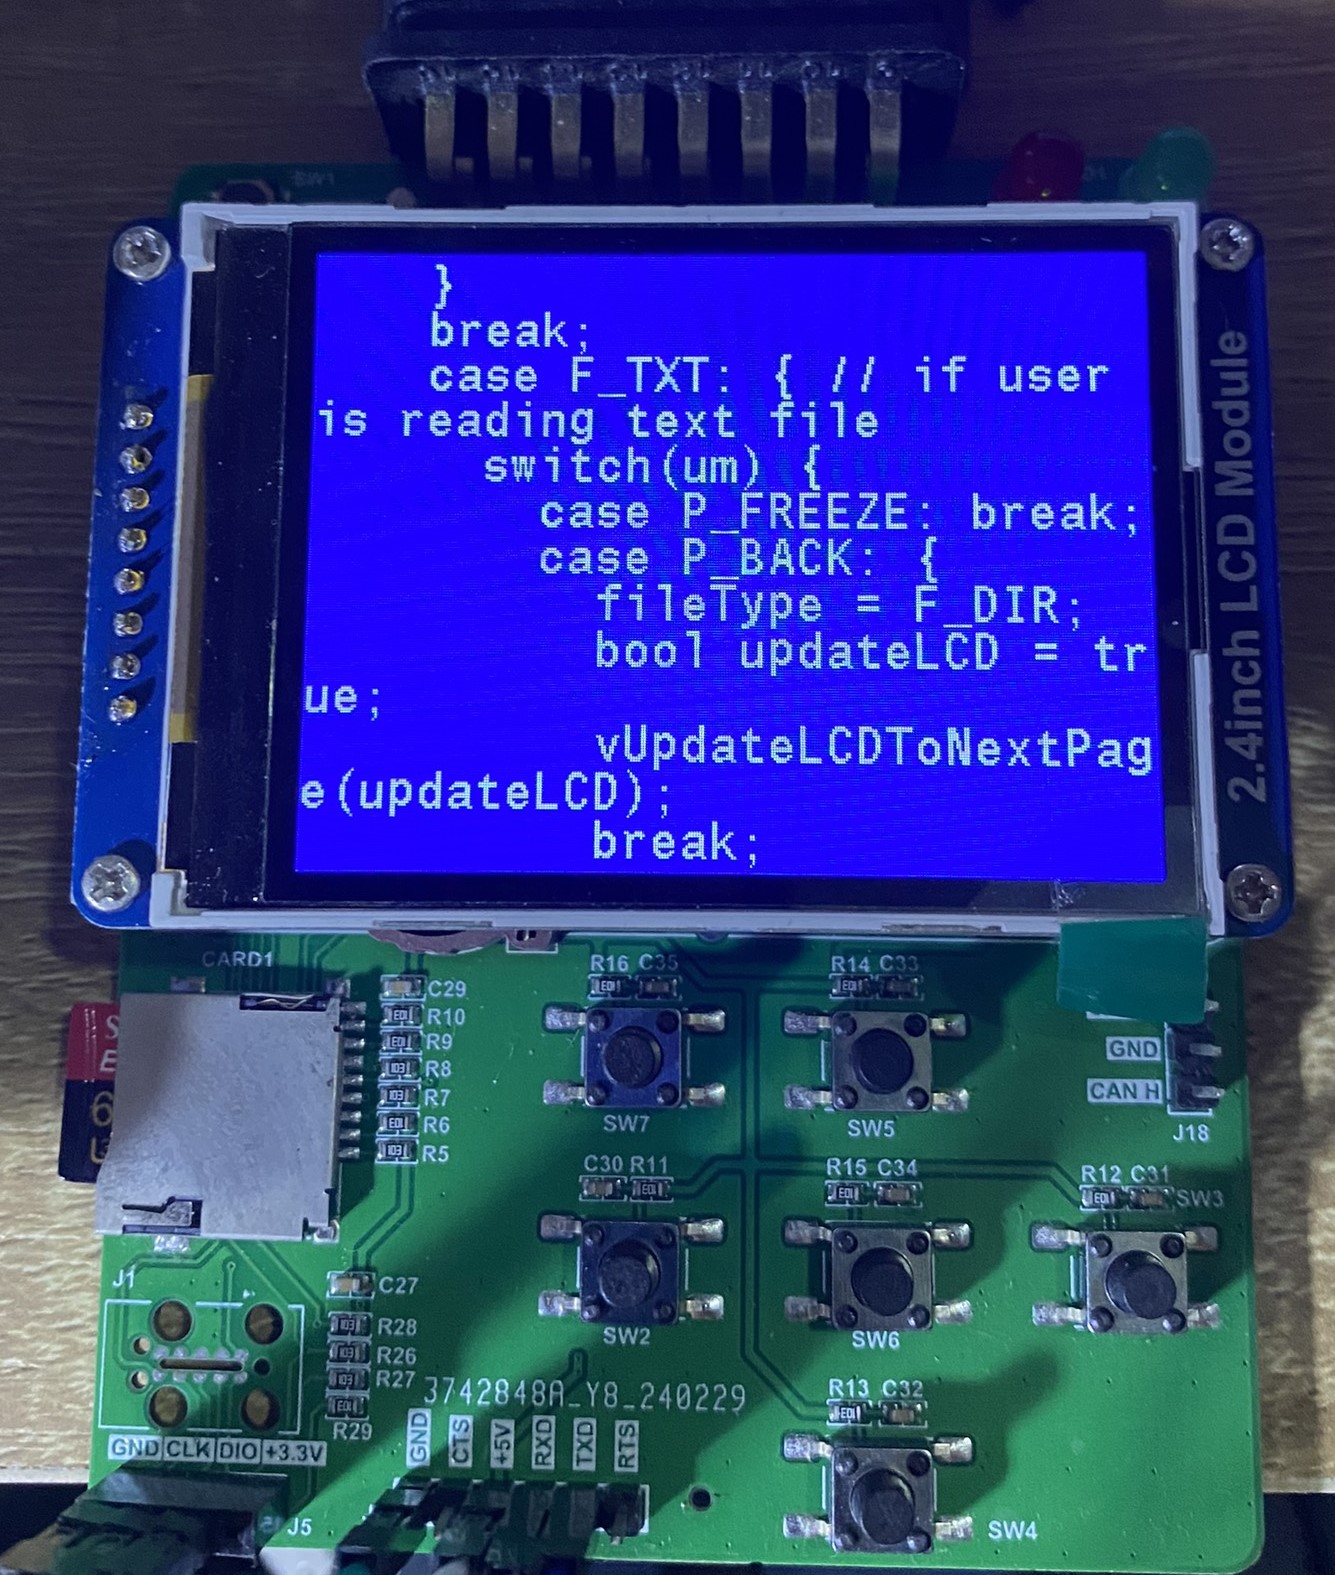 }
break;
case F_TXT: { // if user
is reading text file
switch(um) {
case P_FREEZE: break;
case P_BACK: {
fileType = F_DIR;
bool updateLCD = tr
ue;
vUpdateLCDToNextPag
e(updateLCD);
break;
2.4inch LCD Module
CARD1
C29
R10
R9
R8
R7
R6
R5
R16 C35
SW7
R14 C33
SW5
GND
CAN H
J18
C30 R11
SW2
R15 C34
SW6
R12 C31
SW3
J1
C27
R28
R26
R27
R29
3742848A_Y8_240229
GND CLK DIO +3.3V
GND
CTS
+5V
RXD
TXD
RTS
R13 C32
SW4
J5